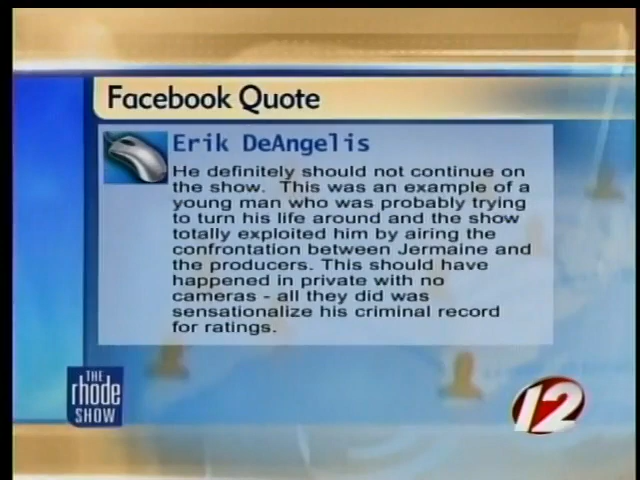 Facebook Quote
Erik DeAngelis
He definitely should not continue on
the show. This was an example of a
young man who was probably trying
to turn his life around and the show
totally exploited him by airing the
confrontation between Jermaine and
the producers. This should have
happened in private with no
cameras - all they did was
sensationalize his criminal record
for ratings.
THE
rhode
SHOW
12